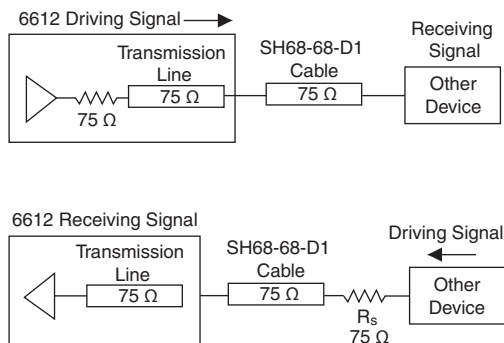 6612 Driving Signal
Transmission
Line
75 Ω
75 Ω
SH68-68-D1
Cable
75 Ω
Receiving
Signal
Other
Device
6612 Receiving Signal
Transmission
Line
75 Ω
SH68-68-D1
Cable
75 Ω
Rs
75 Ω
Driving Signal
Other
Device